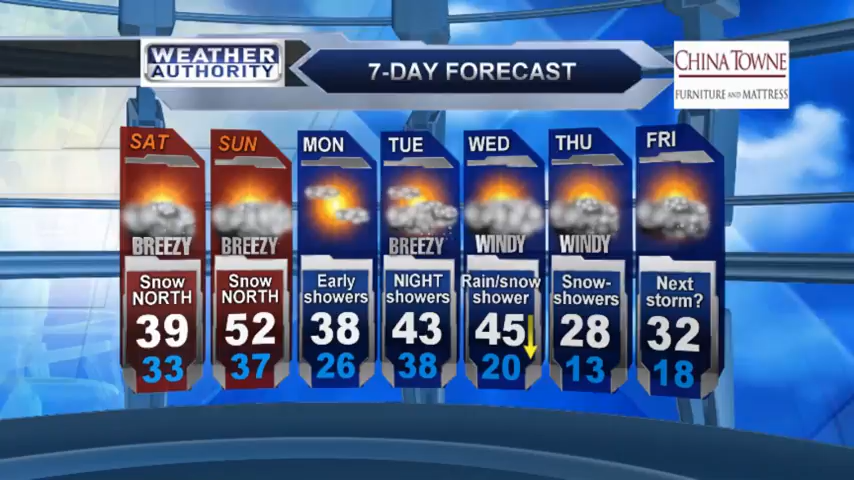 WEATHER
AUTHORITY
7-DAY FORECAST
CHINA TOWNE
FURNITURE AND MATTRESS
SAT
BREEZY
Snow
NORTH
39
33
SUN
BREEZY
Snow
NORTH
52
37
MON
Early
showers
38
26
TUE
BREEZY
NIGHT
showers
43
38
WED
WINDY
Rain/snow
shower
45
20
THU
WINDY
Snow-
showers
28
13
FRI
Next
storm?
32
18